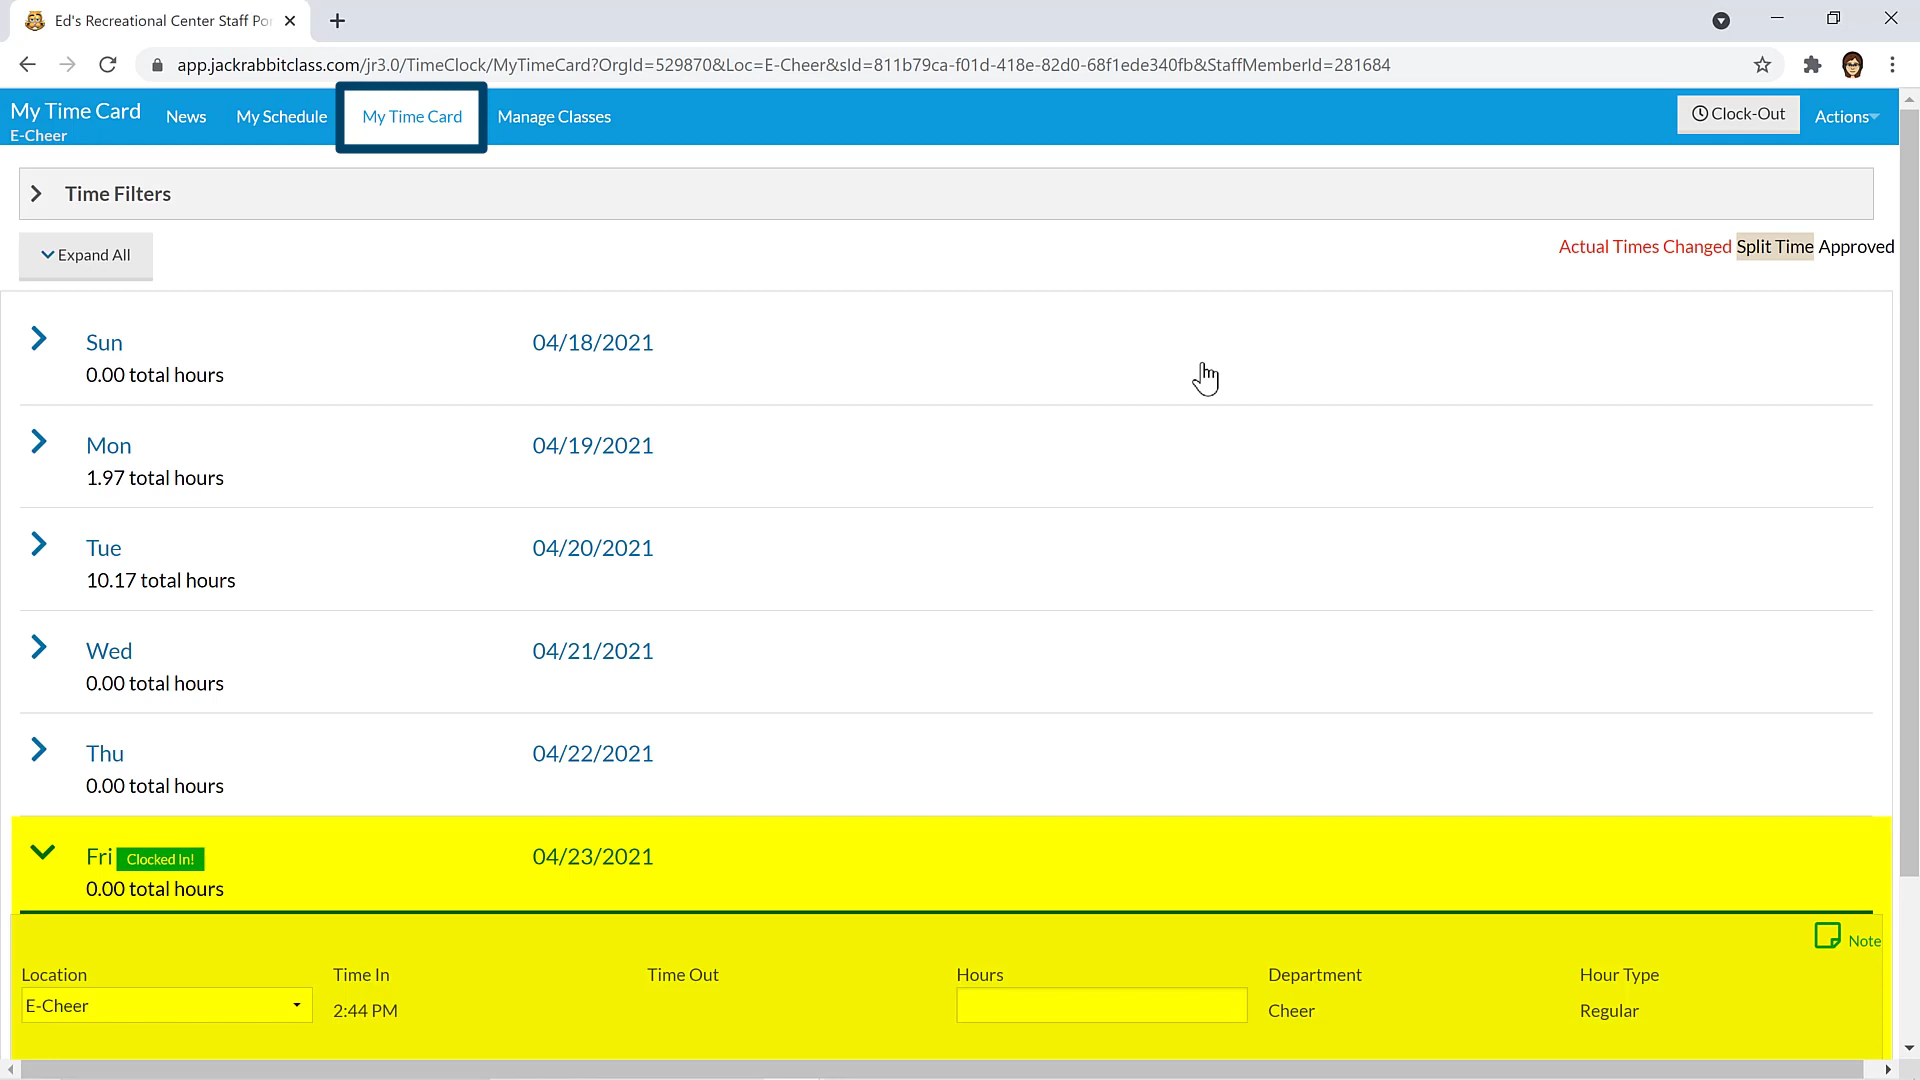 Ed's Recreational Center Staff Por
app.jackrabbitclass.com/jr3.0/TimeClock/MyTimeCard?OrgId=529870&Loc=E-Cheer&sId=811b79ca-f01d-418e-82d0-68f1ede340fb&StaffMemberId=281684
My Time Card
E-Cheer
News
My Schedule
My Time Card
Manage Classes
Clock-Out
Actions
Time Filters
Expand All
Actual Times Changed Split Time Approved
Sun 04/18/2021
0.00 total hours
Mon 04/19/2021
1.97 total hours
Tue 04/20/2021
10.17 total hours
Wed 04/21/2021
0.00 total hours
Thu 04/22/2021
0.00 total hours
Fri Clocked In! 04/23/2021
0.00 total hours
Note
Location Time In Time Out Hours Department Hour Type
E-Cheer 2:44 PM Cheer Regular